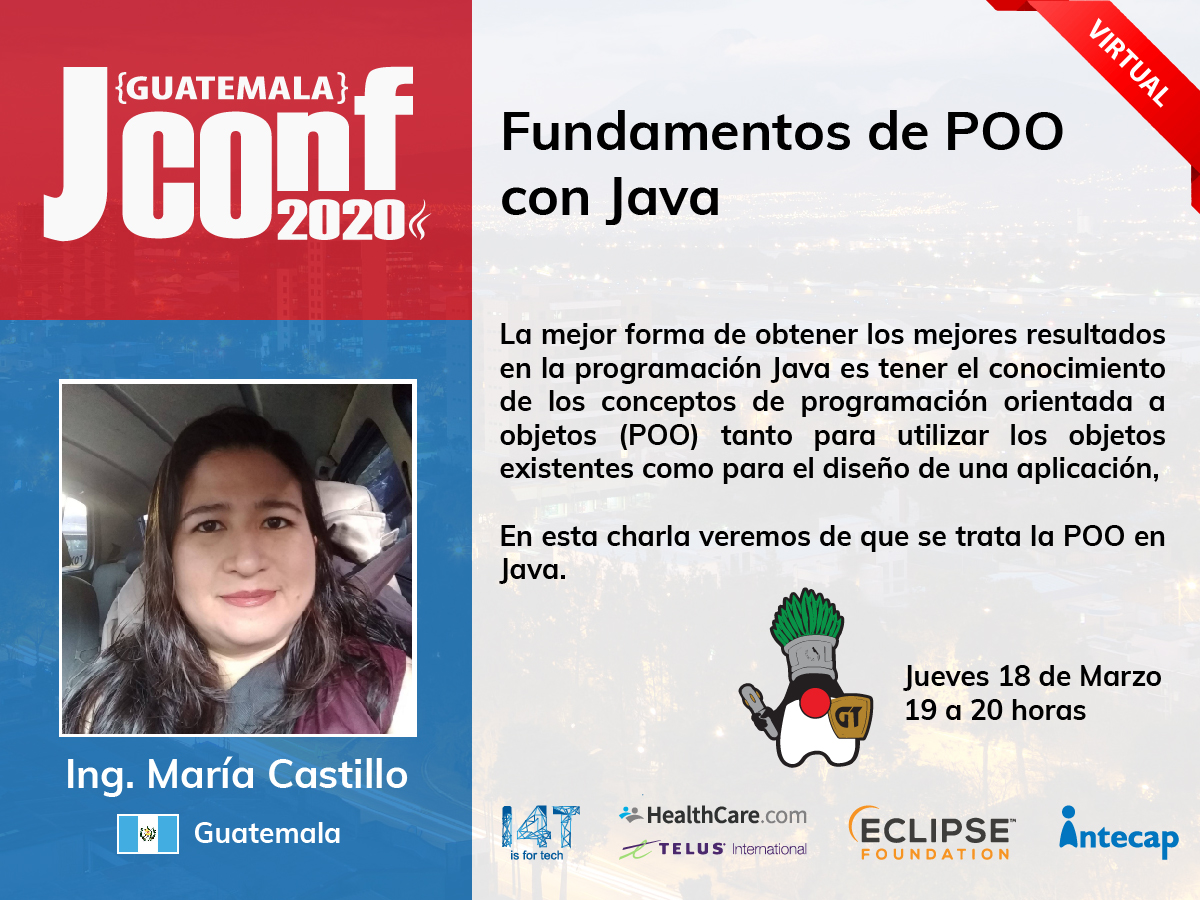 {GUATEMALA}
Jconf
2020
VIRTUAL
Fundamentos de POO
con Java
La mejor forma de obtener los mejores resultados
en la programación Java es tener el conocimiento
de los conceptos de programación orientada a
objetos (POO) tanto para utilizar los objetos
existentes como para el diseño de una aplicación,
En esta charla veremos de que se trata la POO en
Java.
GT
Jueves 18 de Marzo
19 a 20 horas
Ing. María Castillo
Guatemala
I4T
is for tech
HealthCare.com
TELUS® International
ECLIPSE™
FOUNDATION
intecap